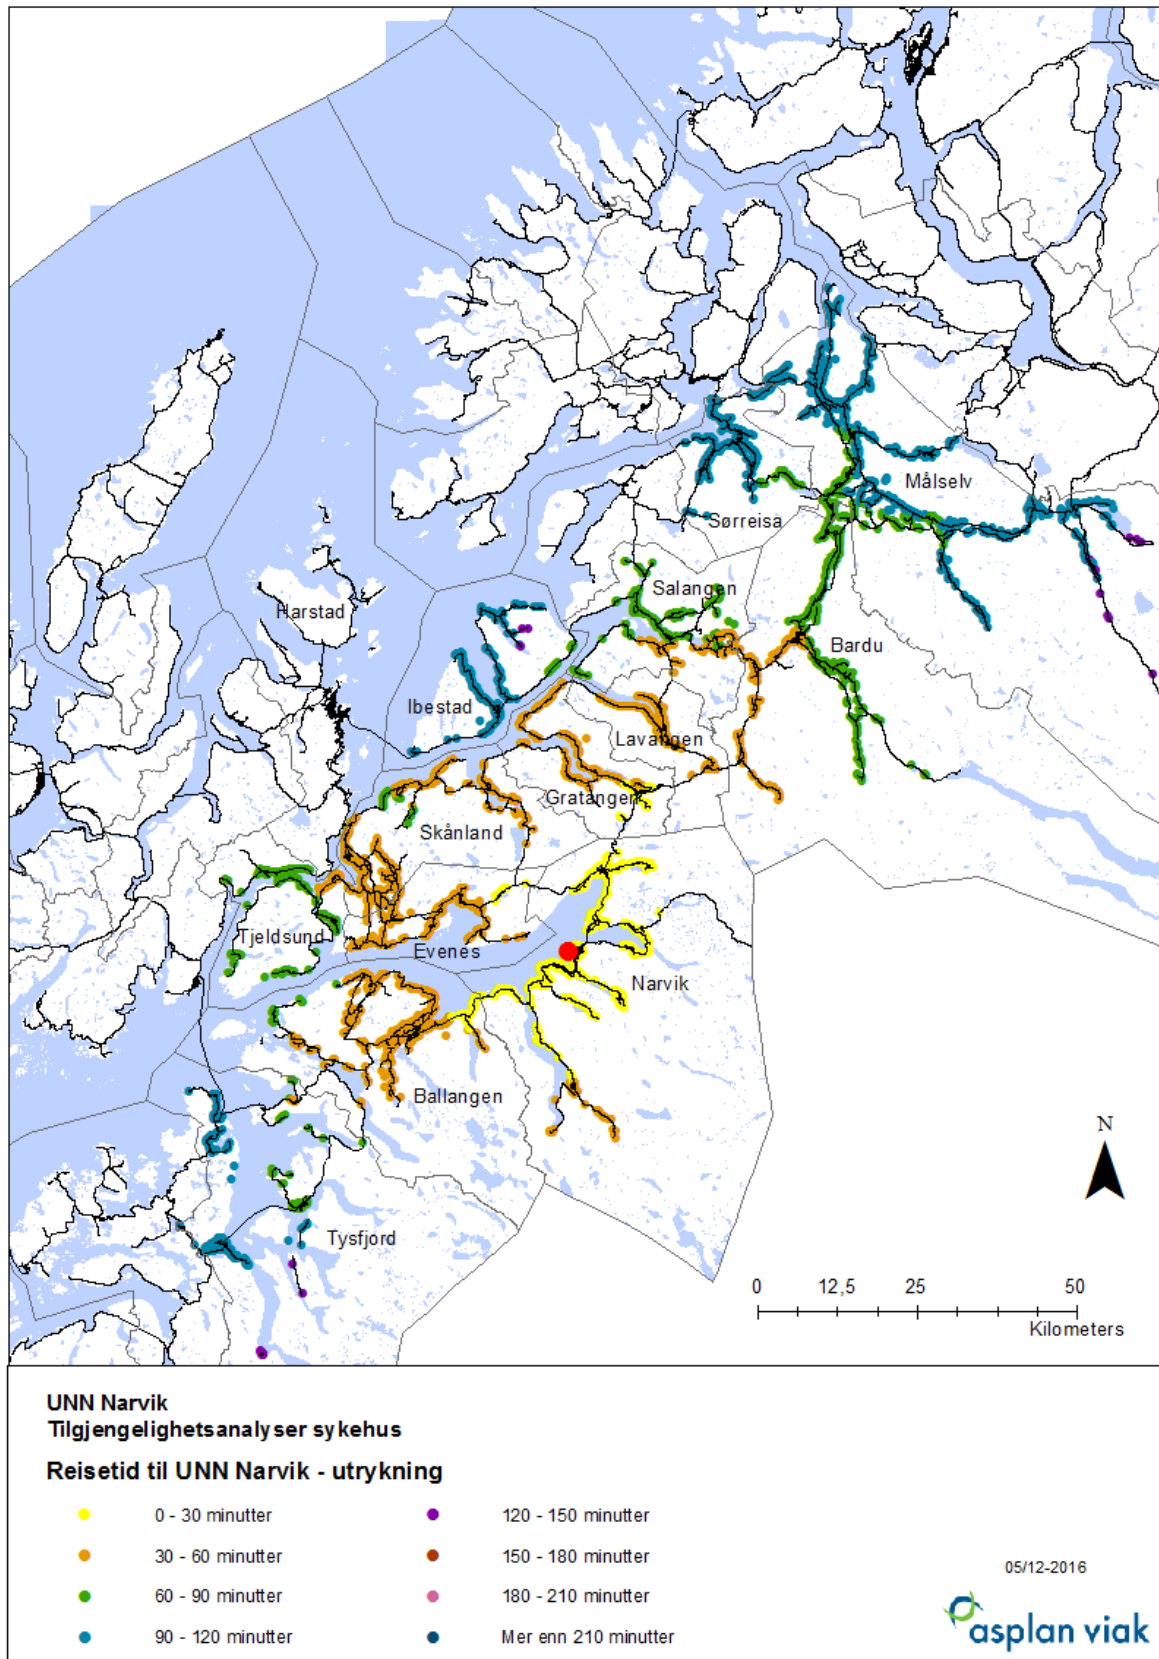 Målselv
Sørreisa
Salangen
Harstad
Bardu
Ibestad
Lavangen
Gratangen
Skånland
Tjeldsund
Evenes
Narvik
Ballangen
N
Tysfjord
0 12,5 25 50
Kilometers
UNN Narvik
Tilgjengelighetsanalyser sykehus
Reisetid til UNN Narvik - utrykning
0 - 30 minutter
30 - 60 minutter
60 - 90 minutter
90 - 120 minutter
120 - 150 minutter
150 - 180 minutter
180 - 210 minutter
Mer enn 210 minutter
05/12-2016
asplan viak